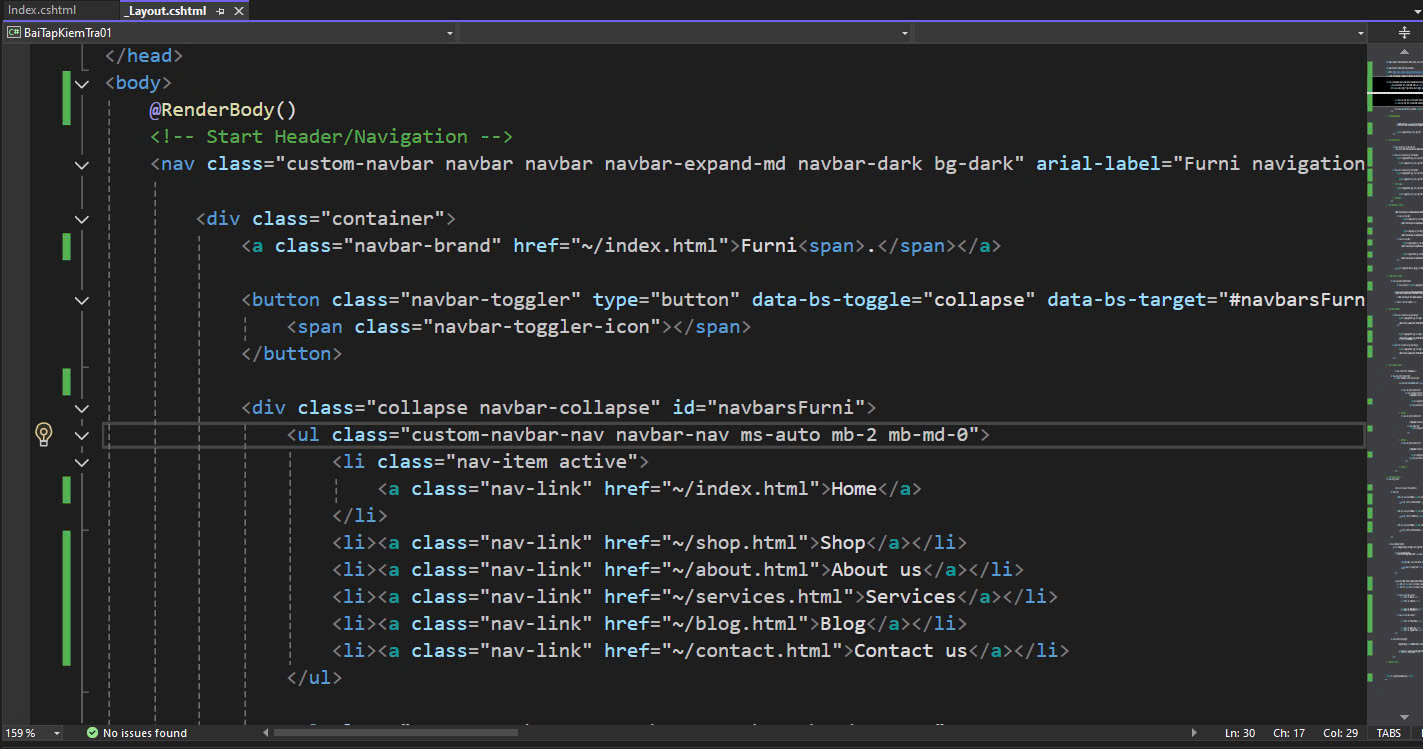 Index.cshtml
_Layout.cshtml
C# BaiTapKiemTra01
</head>
<body>
@RenderBody()
<!-- Start Header/Navigation -->
<nav class="custom-navbar navbar navbar navbar-expand-md navbar-dark bg-dark" arial-label="Furni navigation
<div class="container">
<a class="navbar-brand" href="~/index.html">Furni<span>.</span></a>
<button class="navbar-toggler" type="button" data-bs-toggle="collapse" data-bs-target="#navbarsFurn
<span class="navbar-toggler-icon"></span>
</button>
<div class="collapse navbar-collapse" id="navbarsFurni">
<ul class="custom-navbar-nav navbar-nav ms-auto mb-2 mb-md-0">
<li class="nav-item active">
<a class="nav-link" href="~/index.html">Home</a>
</li>
<li><a class="nav-link" href="~/shop.html">Shop</a></li>
<li><a class="nav-link" href="~/about.html">About us</a></li>
<li><a class="nav-link" href="~/services.html">Services</a></li>
<li><a class="nav-link" href="~/blog.html">Blog</a></li>
<li><a class="nav-link" href="~/contact.html">Contact us</a></li>
</ul>
159 %
No issues found
Ln: 30
Ch: 17
Col: 29
TABS